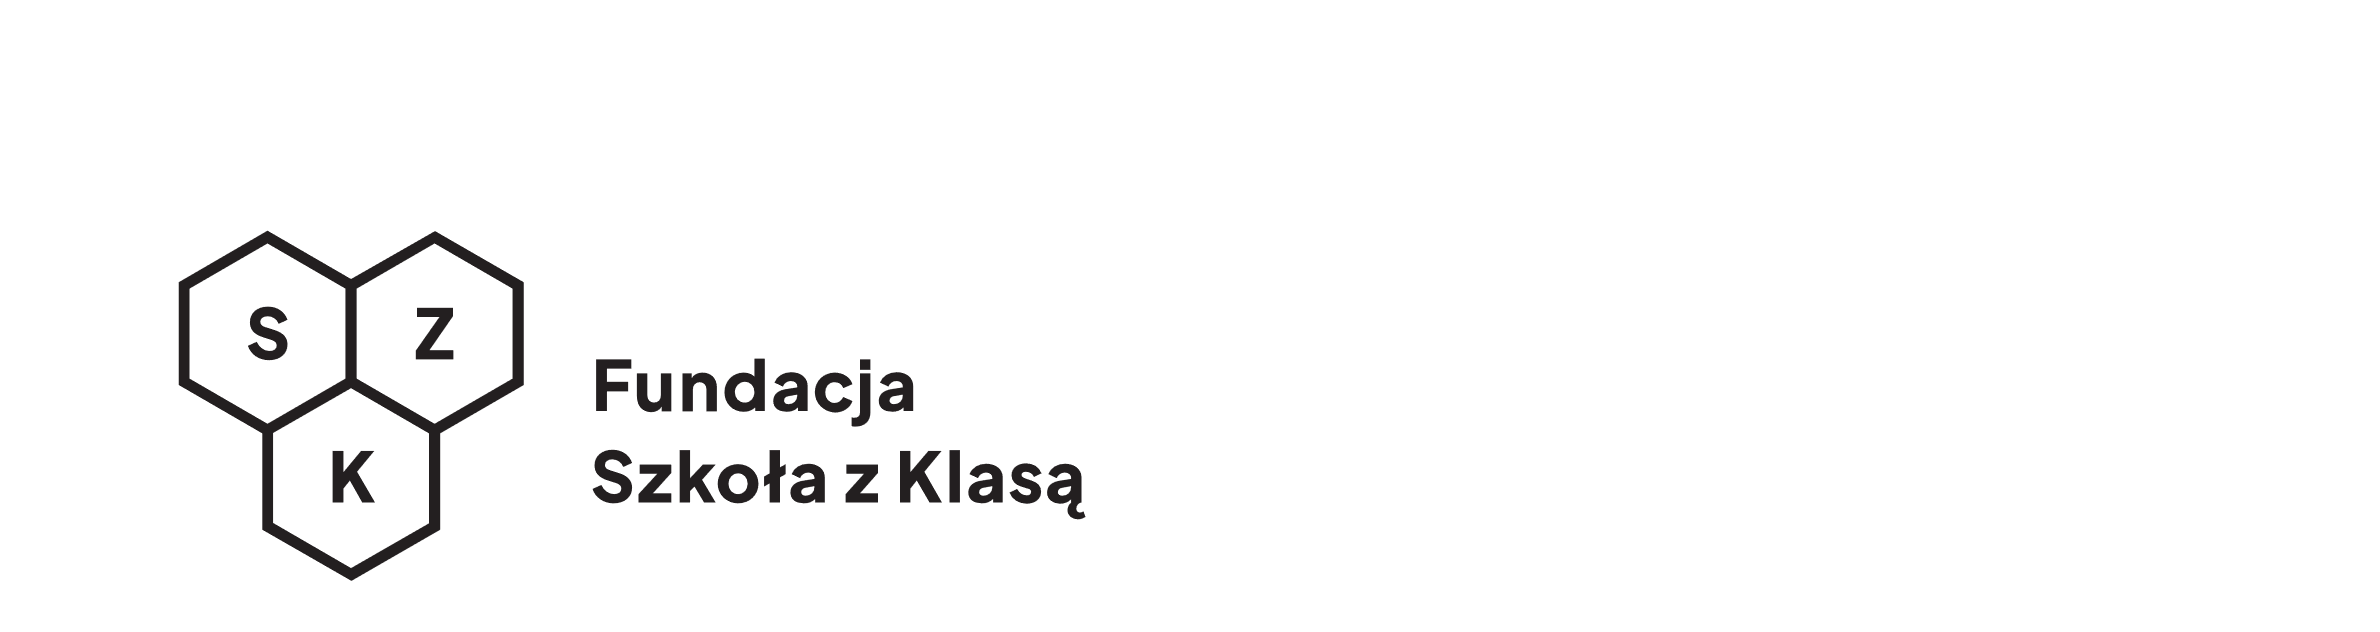 S Z
K
Fundacja
Szkoła z Klasą